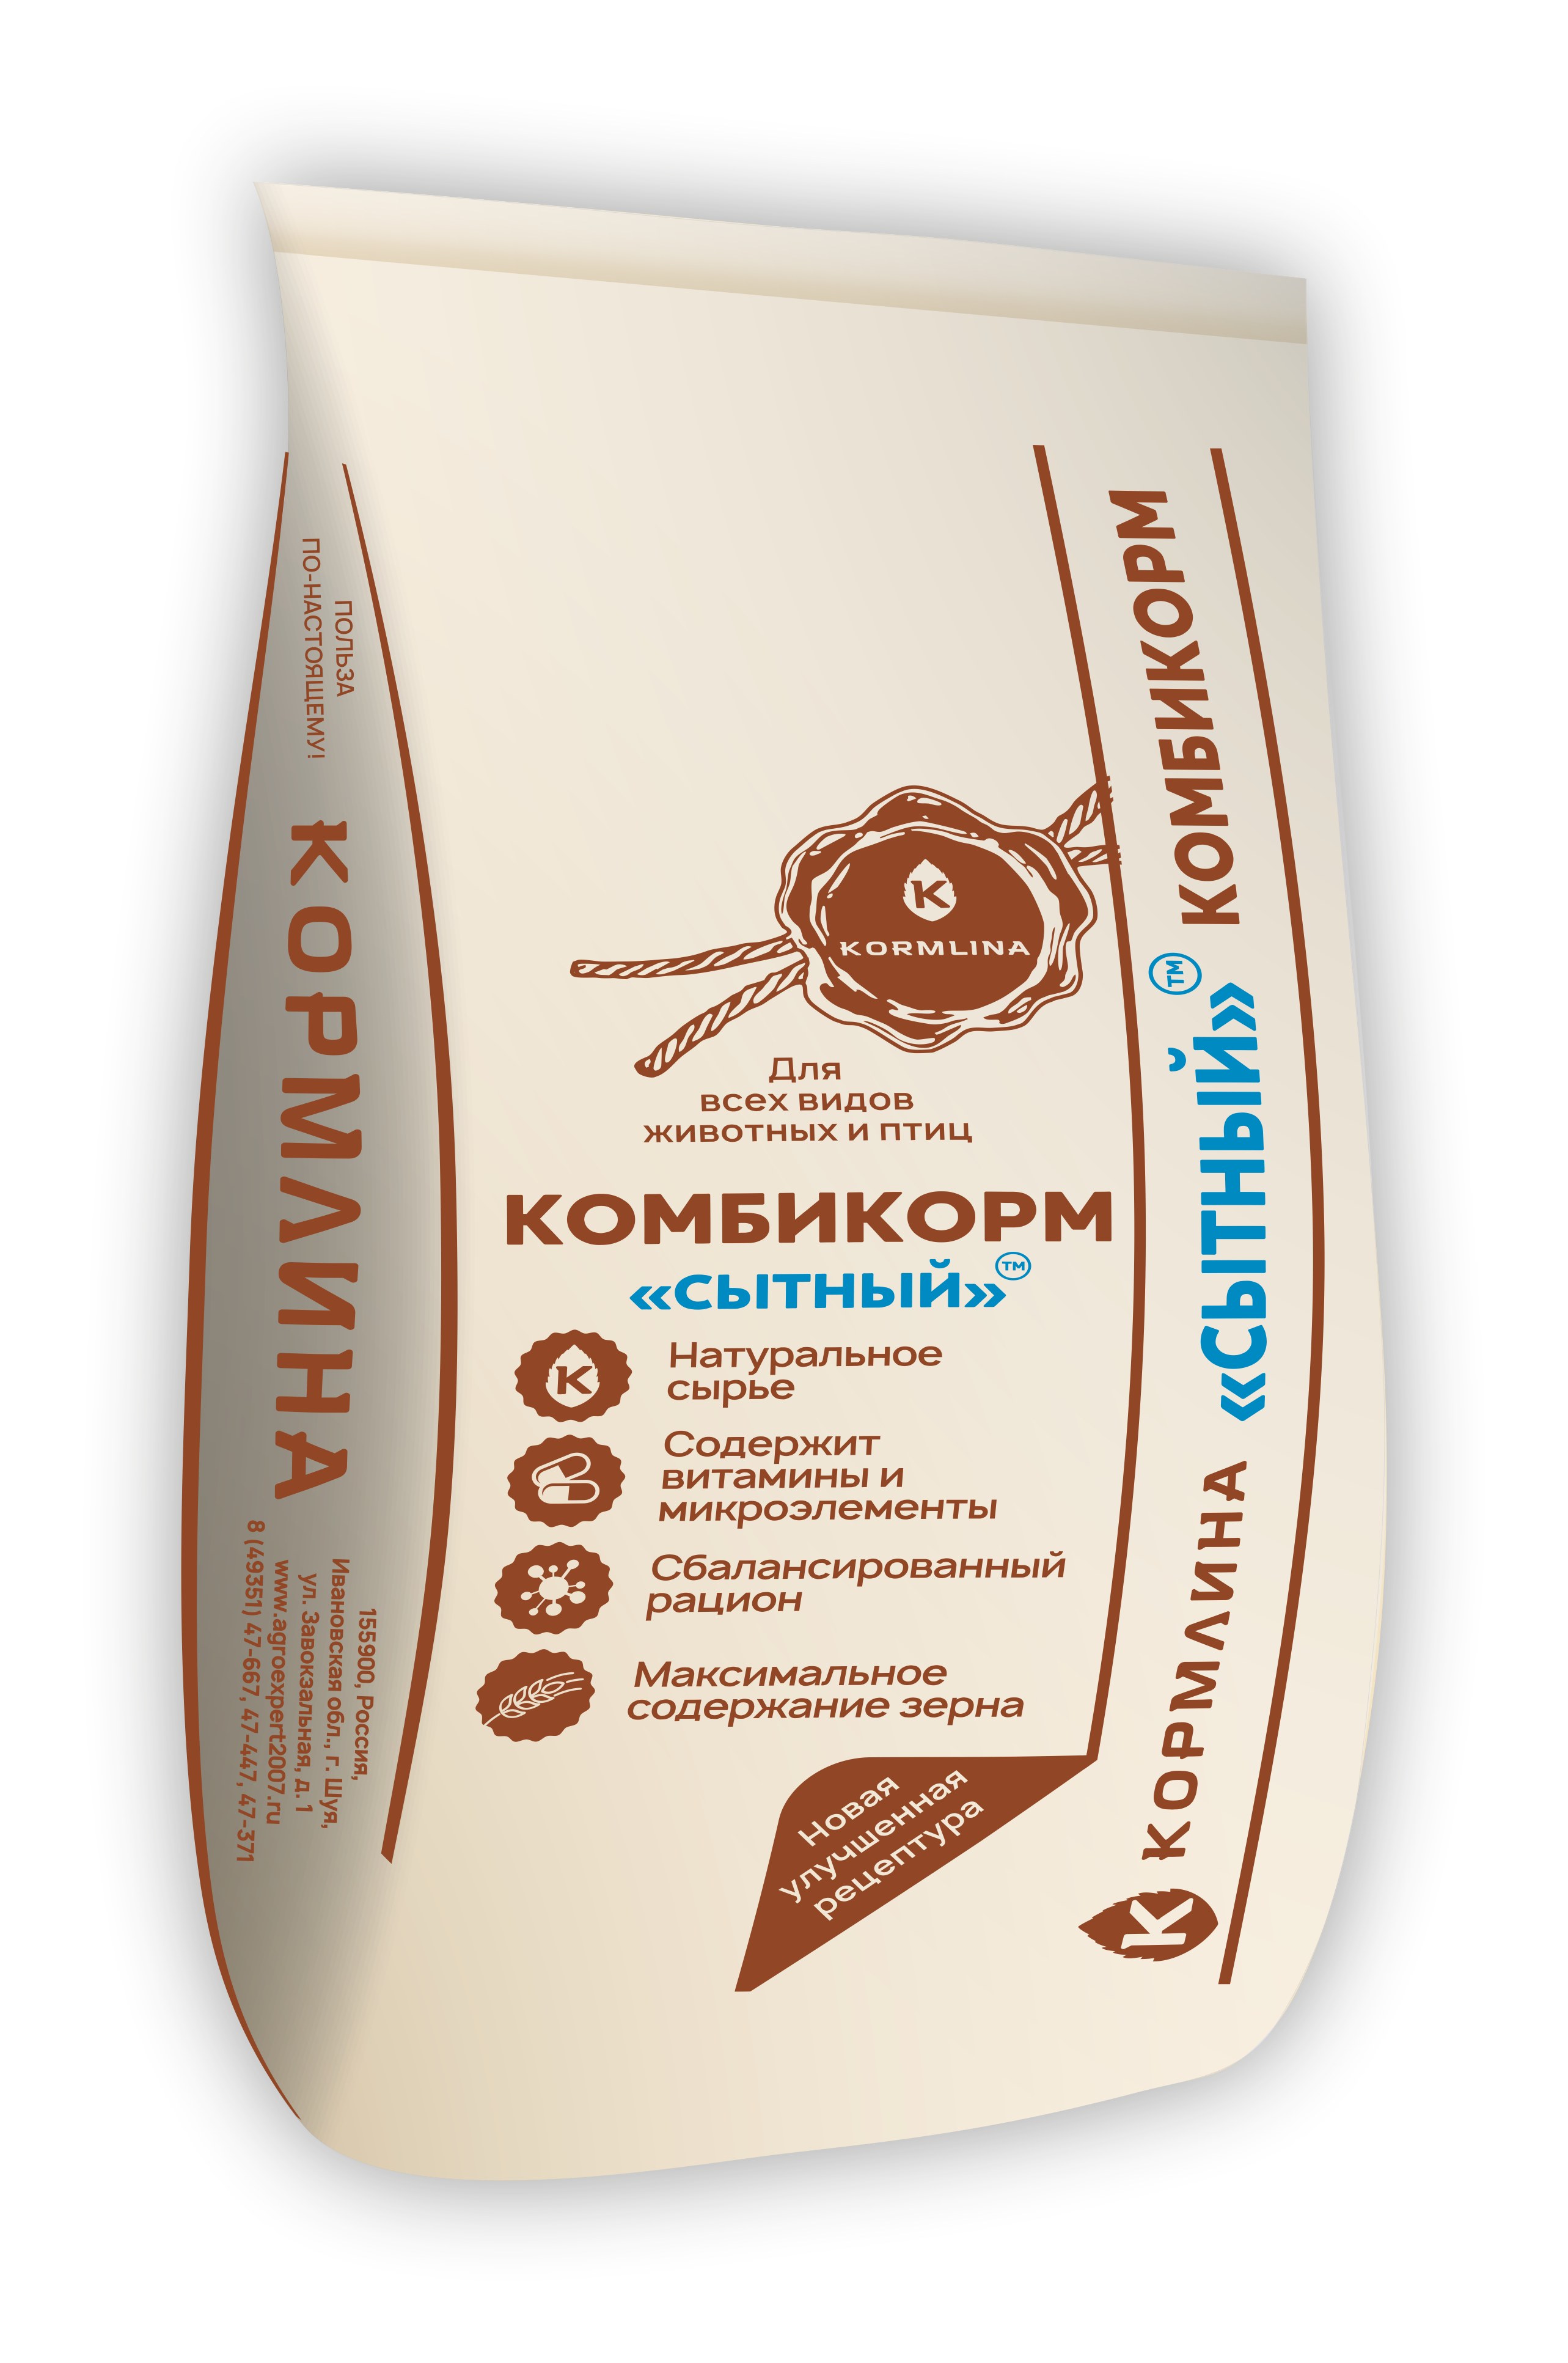 ПОЛЬЗА
ПО-НАСТОЯЩЕМУ!
КОРМЛИНА
155900, Россия,
Ивановская обл., г. Шуя,
ул. Завокзальная, д. 1
www.agroexpert2007.ru
8 (49351) 47-667, 47-447, 47-371
K
KORMLINA
Для
всех видов
животных и птиц
КОМБИКОРМ
«СЫТНЫЙ»™
K
Натуральное
сырье
Содержит
витамины и
микроэлементы
Сбалансированный
рацион
Максимальное
содержание зерна
Новая
улучшенная
рецептура
K КОРМЛИНА «СЫТНЫЙ»™ КОМБИКОРМ